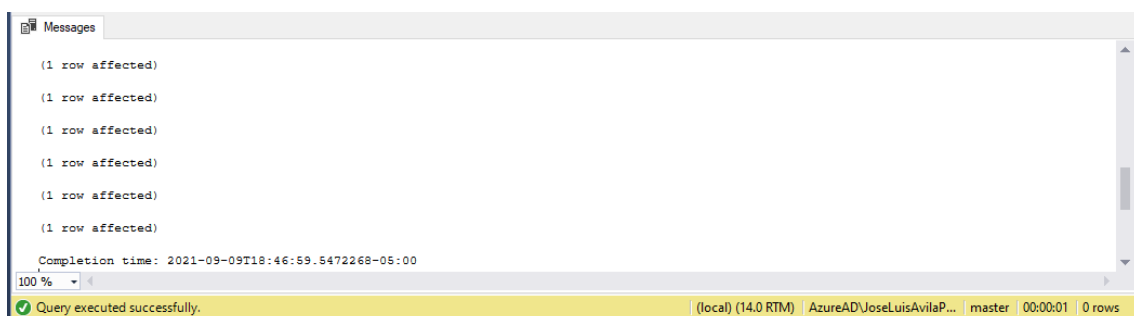 Messages
(1 row affected)
(1 row affected)
(1 row affected)
(1 row affected)
(1 row affected)
(1 row affected)
Completion time: 2021-09-09T18:46:59.5472268-05:00
100 %
Query executed successfully. (local) (14.0 RTM) AzureAD\JoseLuisAvilaP... master 00:00:01 0 rows